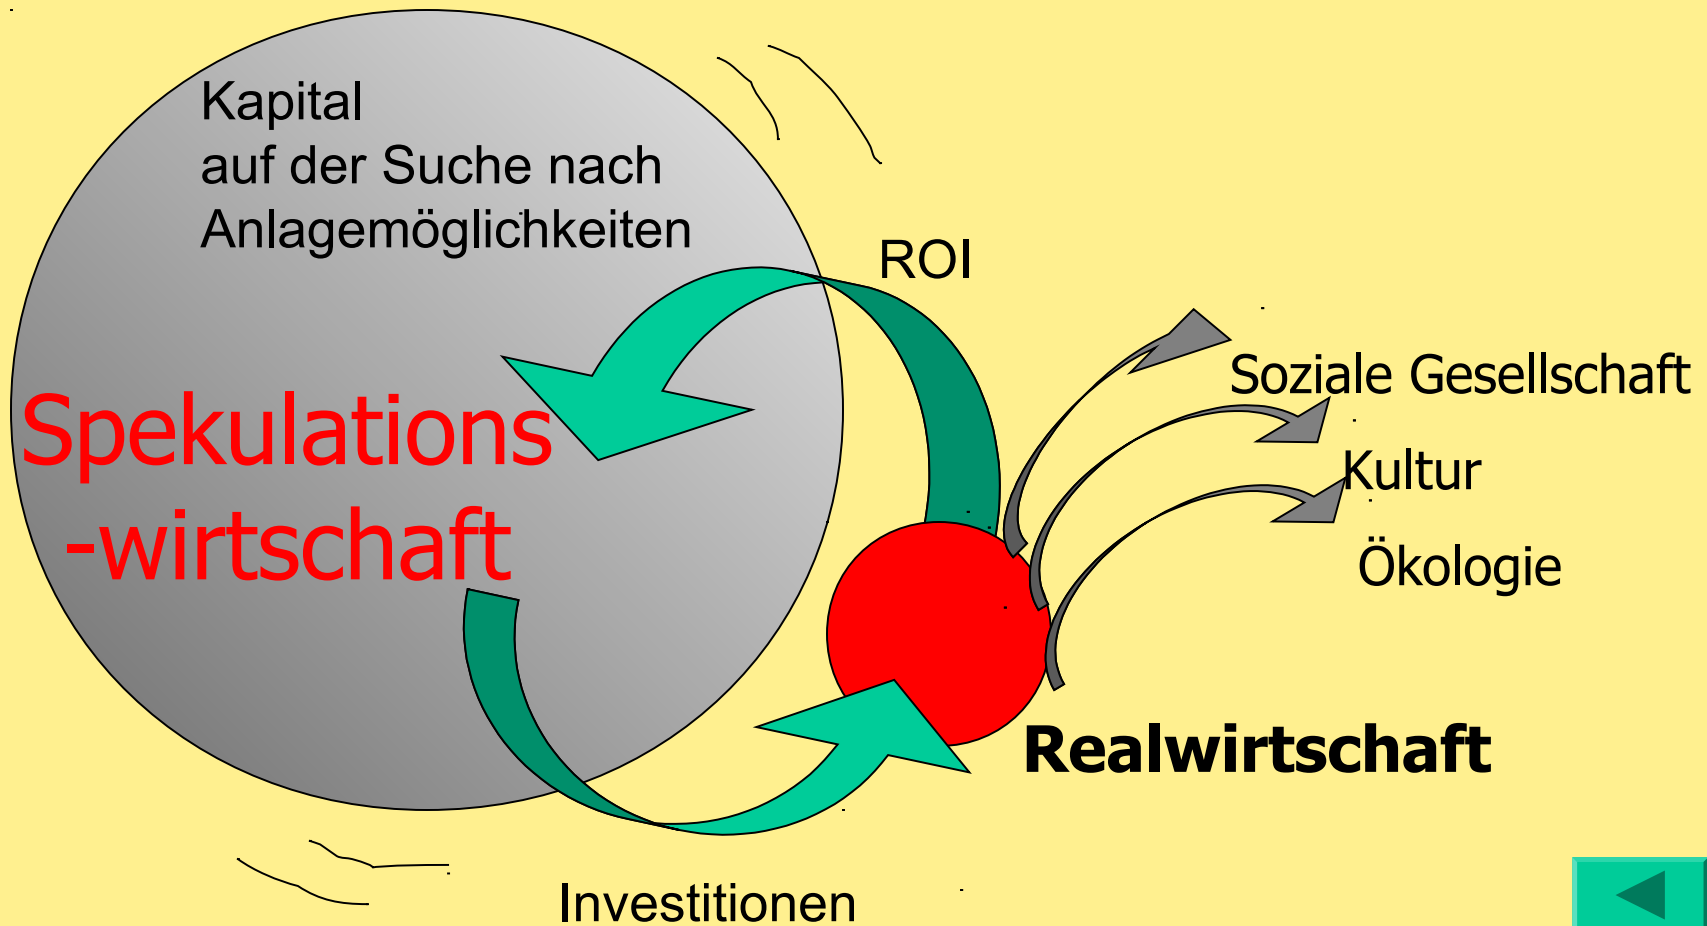 Kapital
auf der Suche nach
Anlagemöglichkeiten
ROI
Soziale Gesellschaft
Spekulations
-wirtschaft
Kultur
Ökologie
Realwirtschaft
Investitionen